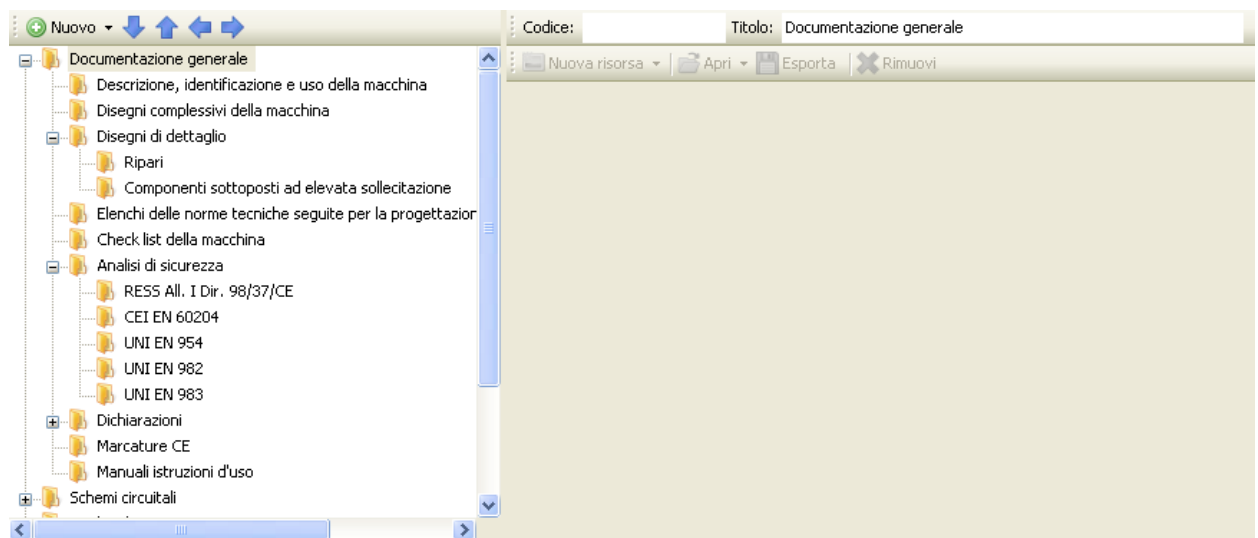 Nuovo
Codice:
Titolo: Documentazione generale
Nuova risorsa
Apri
Esporta
Rimuovi
Documentazione generale
Descrizione, identificazione e uso della macchina
Disegni complessivi della macchina
Disegni di dettaglio
Ripari
Componenti sottoposti ad elevata sollecitazione
Elenchi delle norme tecniche seguite per la progettazion
Check list della macchina
Analisi di sicurezza
RESS All. I Dir. 98/37/CE
CEI EN 60204
UNI EN 954
UNI EN 982
UNI EN 983
Dichiarazioni
Marcature CE
Manuali istruzioni d'uso
Schemi circuitali